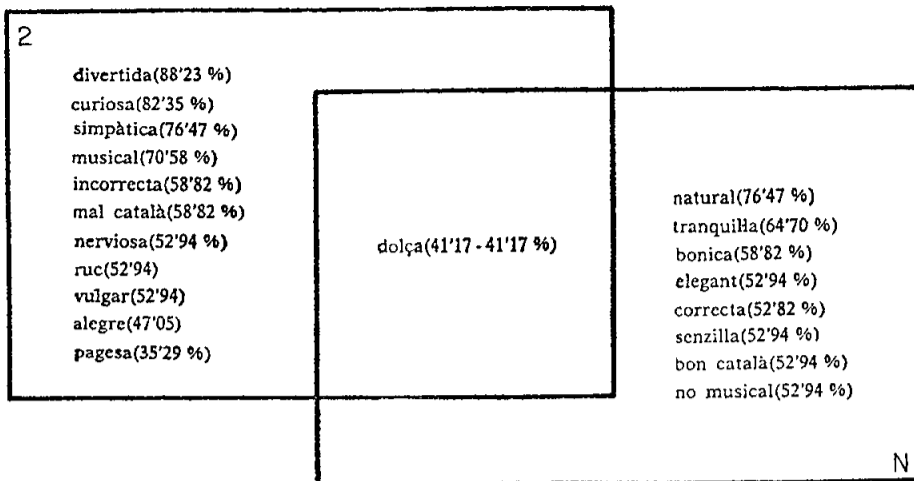 2
divertida(88'23 %)
curiosa(82'35 %)
simpàtica(76'47 %)
musical(70'58 %)
incorrecta(58'82 %)
mal català(58'82 %)
nerviosa(52'94 %)
ruc(52'94)
vulgar(52'94)
alegre(47'05)
pagesa(35'29 %)
dolça(41'17 - 41'17 %)
natural(76'47 %)
tranquiŀla(64'70 %)
bonica(58'82 %)
elegant(52'94 %)
correcta(52'82 %)
senzilla(52'94 %)
bon català(52'94 %)
no musical(52'94 %)
N